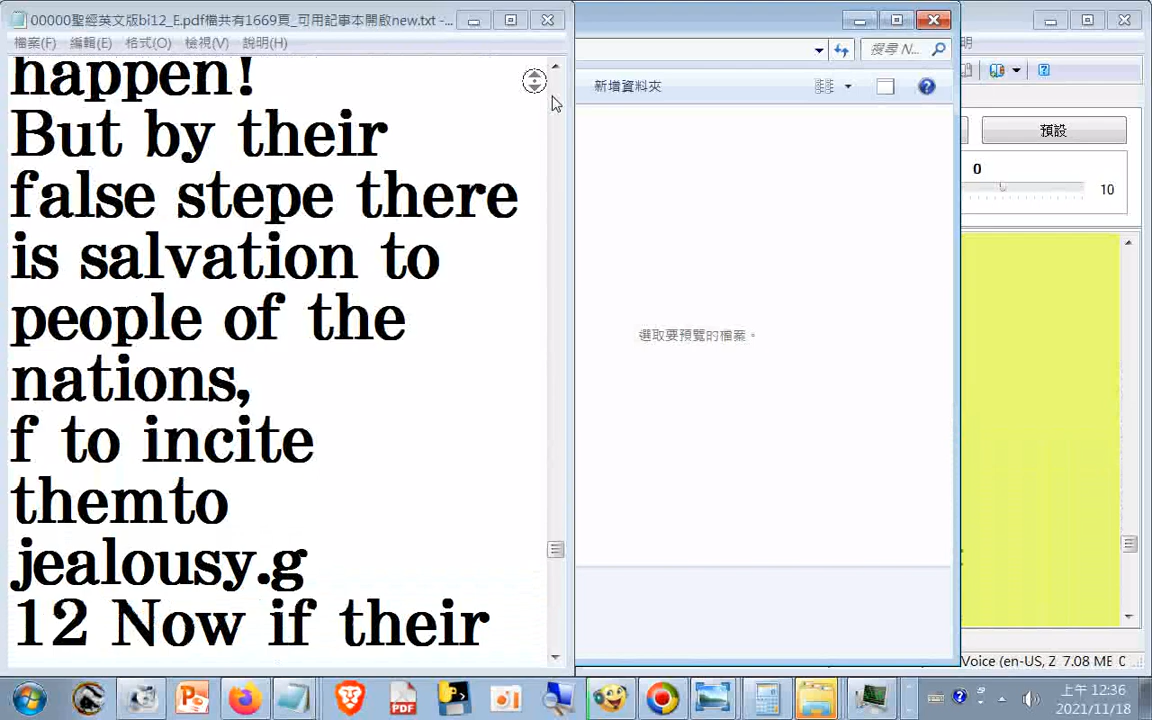 00000聖經英文版bi12_E.pdf檔共有1669頁_可用記事本開啟new.txt -...
檔案(F) 編輯(E) 格式(O) 檢視(V) 說明(H)
happen!
But by their
false stepe there
is salvation to
people of the
nations,
f to incite
themto
jealousy.g
12 Now if their
搜尋 N...
新增資料夾
選取要預覽的檔案。
明
預設
0
10
Voice (en-US, Z 7.08 MB
PDF
上午 12:36
2021/11/18